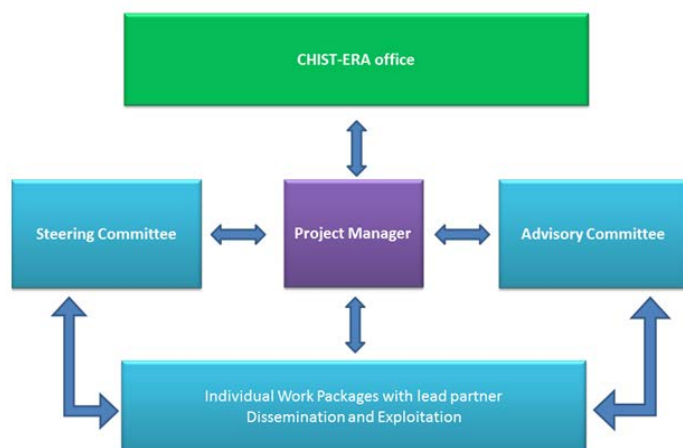 CHIST-ERA office
Steering Committee
Project Manager
Advisory Committee
Individual Work Packages with lead partner
Dissemination and Exploitation